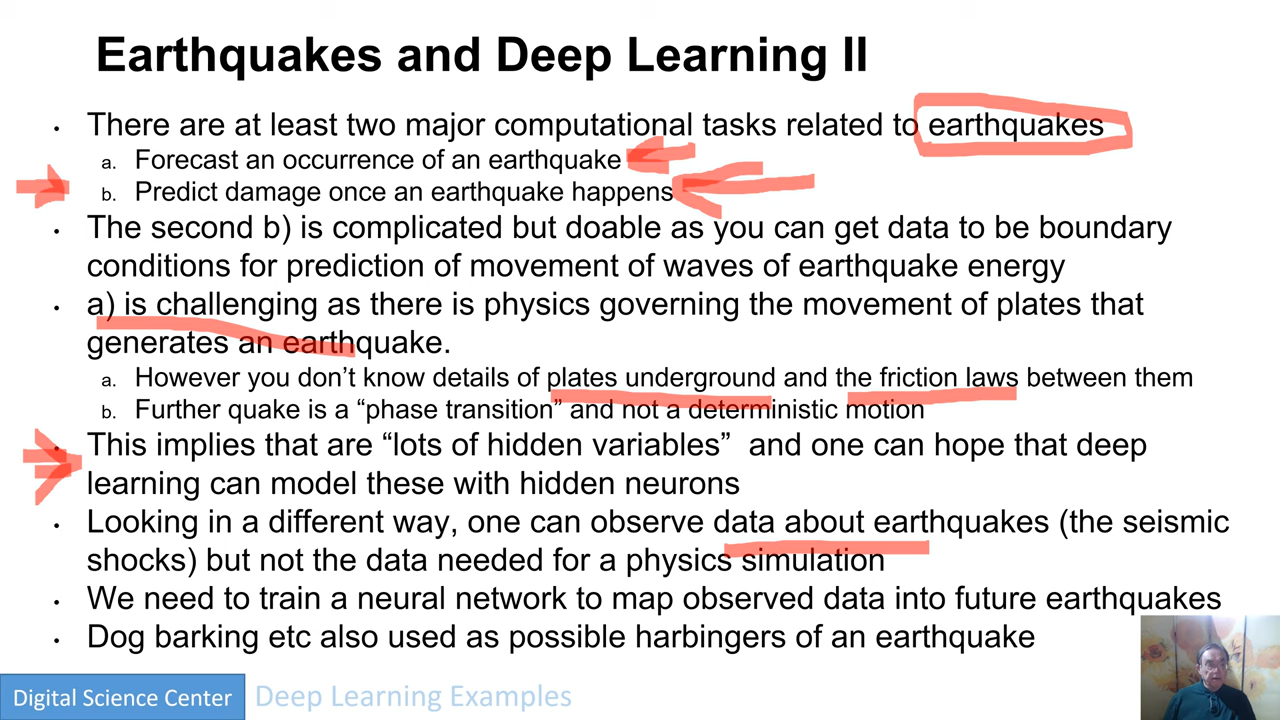 Earthquakes and Deep Learning II
• There are at least two major computational tasks related to earthquakes
a. Forecast an occurrence of an earthquake
b. Predict damage once an earthquake happens
• The second b) is complicated but doable as you can get data to be boundary
conditions for prediction of movement of waves of earthquake energy
• a) is challenging as there is physics governing the movement of plates that
generates an earthquake.
a. However you don’t know details of plates underground and the friction laws between them
b. Further quake is a “phase transition” and not a deterministic motion
• This implies that are “lots of hidden variables” and one can hope that deep
learning can model these with hidden neurons
• Looking in a different way, one can observe data about earthquakes (the seismic
shocks) but not the data needed for a physics simulation
• We need to train a neural network to map observed data into future earthquakes
• Dog barking etc also used as possible harbingers of an earthquake
Digital Science Center Deep Learning Examples